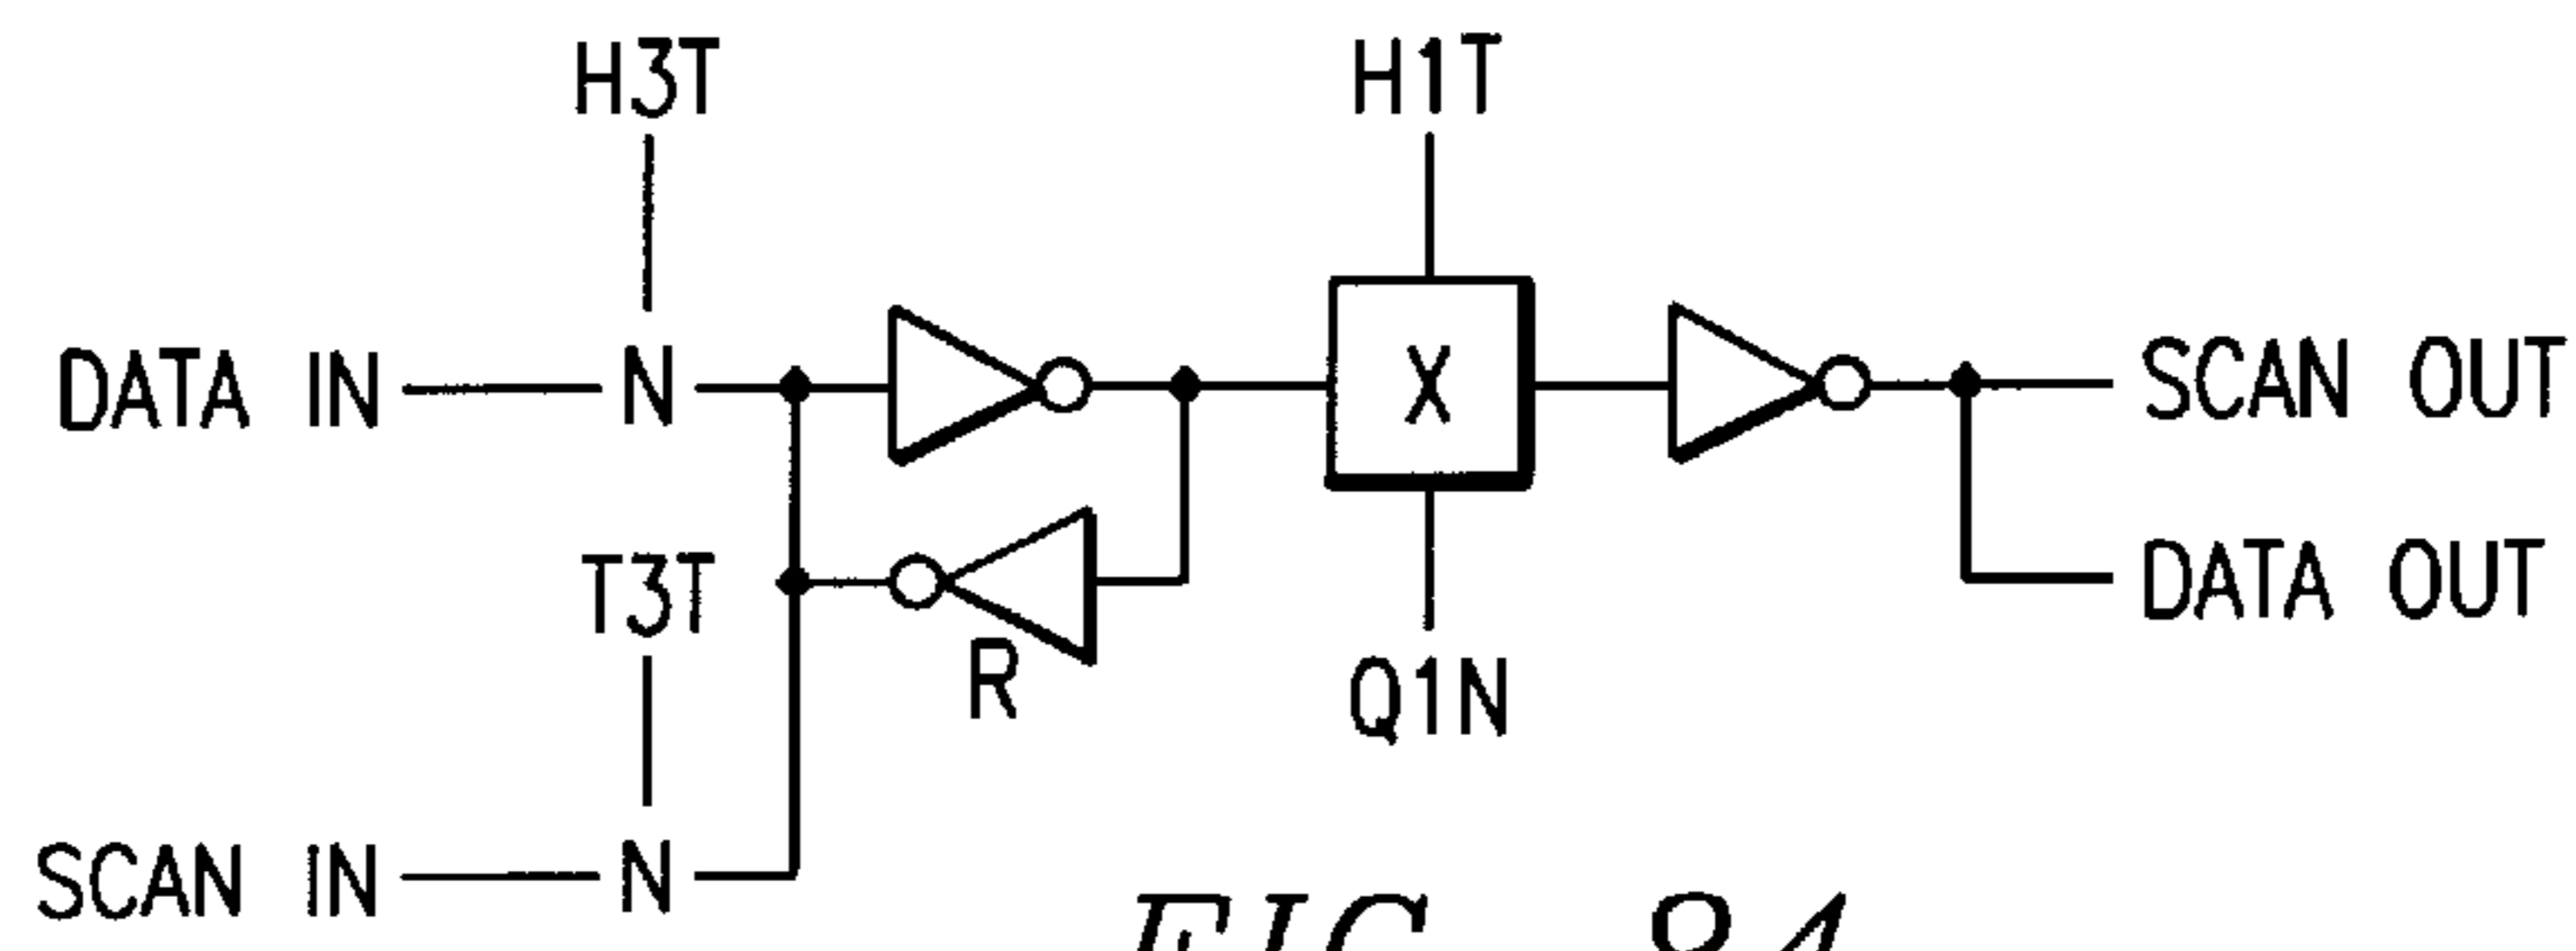 H3T
H1T
DATA IN
N
X
SCAN OUT
T3T
DATA OUT
R
Q1N
SCAN IN
N